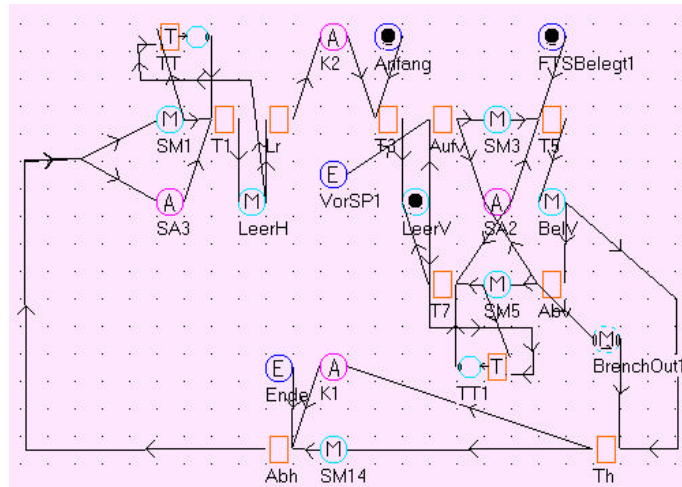 T
TT
A
K2
Anfang
FTSBelegt1
M
SM1
T1
Lr
T3
AufV
M
SM3
T5
A
SA3
M
LeerH
E
VorSP1
LeerV
A
SA2
M
BelV
T7
M
SM5
AbV
M
BrenchOut1
T
TT1
E
Ende
A
K1
Abh
M
SM14
Th